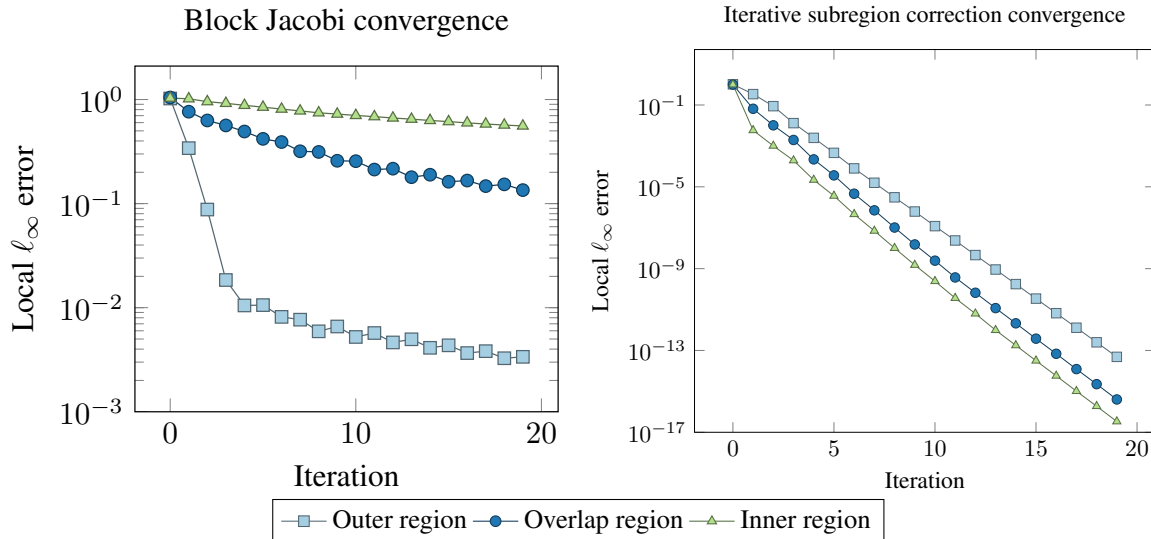 Block Jacobi convergence
Local ℓ∞ error
10⁰
10⁻¹
10⁻²
10⁻³
0 10 20
Iteration
Iterative subregion correction convergence
Local ℓ∞ error
10⁻¹
10⁻⁵
10⁻⁹
10⁻¹³
10⁻¹⁷
0 5 10 15 20
Iteration
Outer region Overlap region Inner region